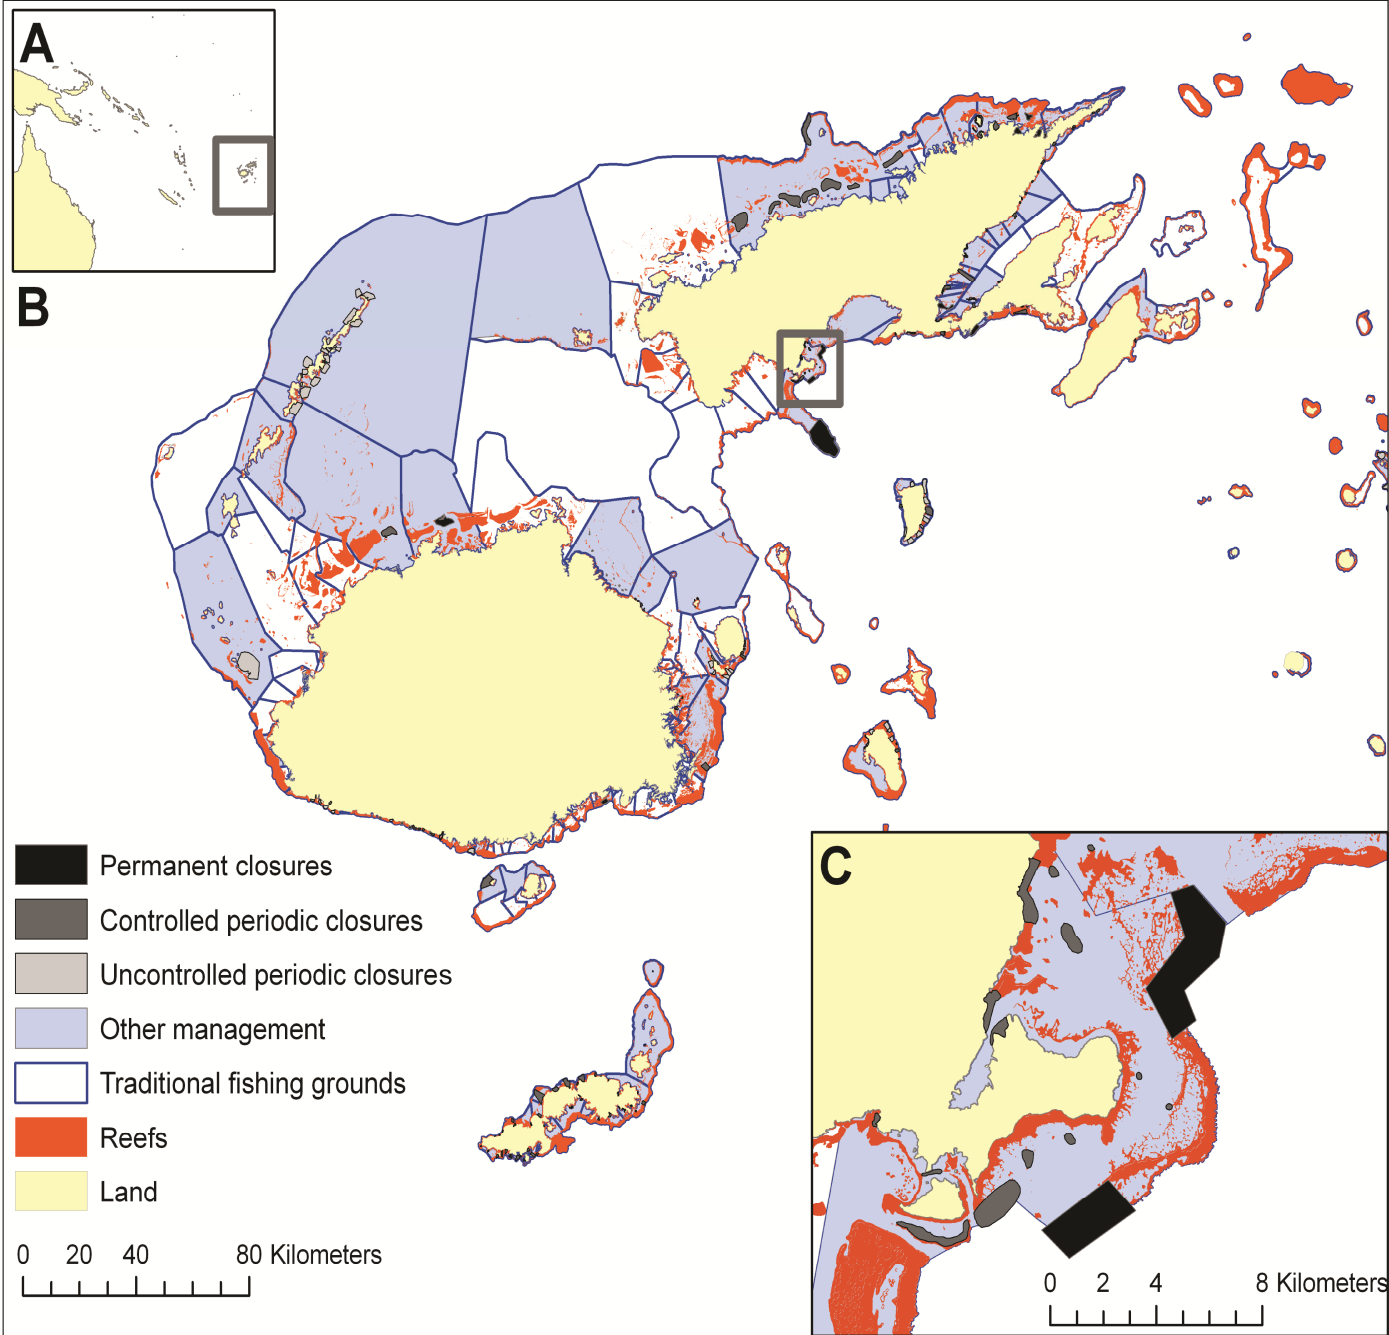 A
B
Permanent closures
Controlled periodic closures
Uncontrolled periodic closures
Other management
Traditional fishing grounds
Reefs
Land
0 20 40 80 Kilometers
C
0 2 4 8 Kilometers